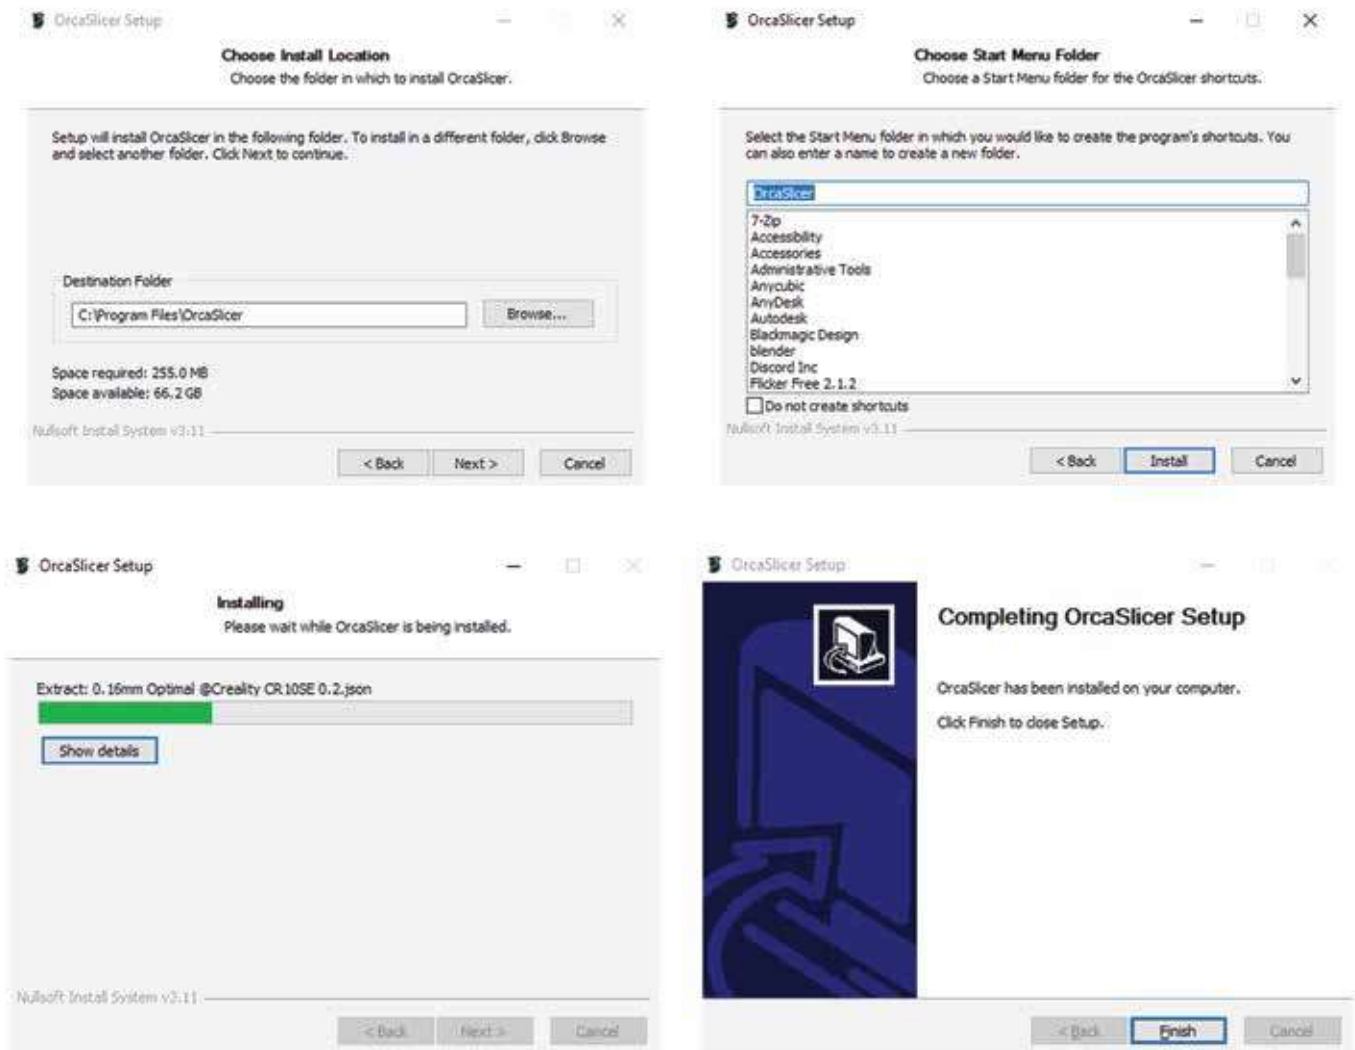 OrcaSlicer Setup
Choose Install Location
Choose the folder in which to install OrcaSlicer.
Setup will install OrcaSlicer in the following folder. To install in a different folder, click Browse
and select another folder. Click Next to continue.
Destination Folder
C:\Program Files\OrcaSlicer
Browse...
Space required: 255.0 MB
Space available: 66.2 GB
Nullsoft Install System v3.11
< Back
Next >
Cancel
OrcaSlicer Setup
Choose Start Menu Folder
Choose a Start Menu folder for the OrcaSlicer shortcuts.
Select the Start Menu folder in which you would like to create the program's shortcuts. You
can also enter a name to create a new folder.
OrcaSlicer
7-Zip
Accessibility
Accessories
Administrative Tools
Anycubic
AnyDesk
Autodesk
Blackmagic Design
blender
Discord Inc
Flicker Free 2.1.2
Do not create shortcuts
Nullsoft Install System v3.11
< Back
Install
Cancel
OrcaSlicer Setup
Installing
Please wait while OrcaSlicer is being installed.
Extract: 0.16mm Optimal @Creality CR10SE 0.2.json
Show details
Nullsoft Install System v3.11
< Back
Next >
Cancel
OrcaSlicer Setup
Completing OrcaSlicer Setup
OrcaSlicer has been installed on your computer.
Click Finish to close Setup.
< Back
Finish
Cancel